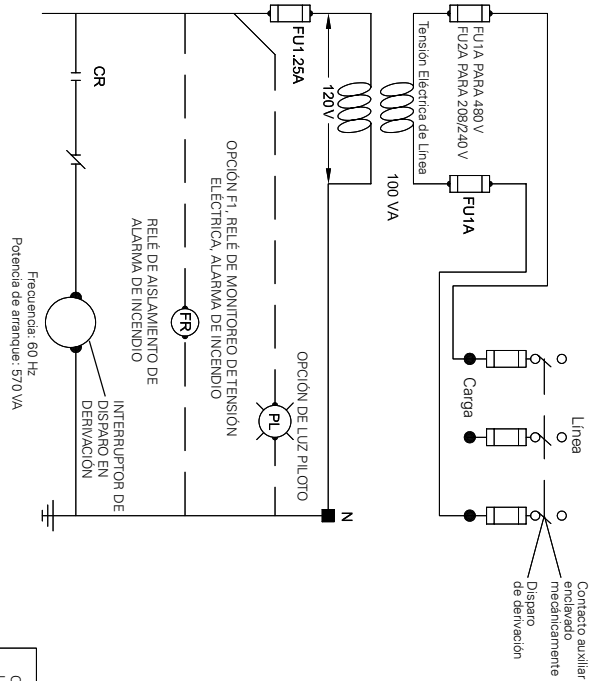 Contacto auxiliar
enclavado
mecánicamente
Disparo
de derivación
Línea
Carga
FU1A PARA 480 V
FU2A PARA 208/240 V
FU1A
Tensión Eléctrica de Línea
100 VA
120 V
FU1.25A
N
OPCIÓN DE LUZ PILOTO
PL
OPCIÓN F1, RELÉ DE MONITOREO DE TENSIÓN
ELÉCTRICA, ALARMA DE INCENDIO
FR
RELÉ DE AISLAMIENTO DE
ALARMA DE INCENDIO
CR
INTERRUPTOR DE
DISPARO EN
DERIVACIÓN
Frecuencia: 60 Hz
Potencia de arranque: 570 VA